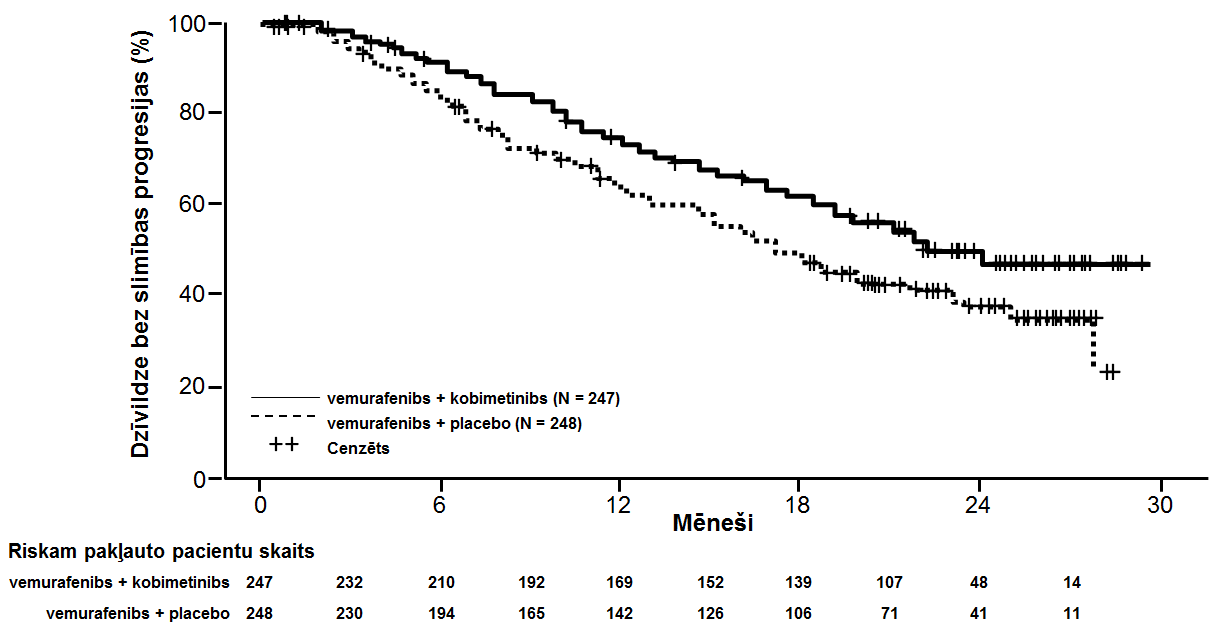 Dzīvildze bez slimības progresijas (%)
100
80
60
40
20
0
vemurafenibs + kobimetinibs (N = 247)
vemurafenibs + placebo (N = 248)
Cenzēts
0 6 12 18 24 30
Mēneši
Riskam pakļauto pacientu skaits
vemurafenibs + kobimetinibs 247 232 210 192 169 152 139 107 48 14
vemurafenibs + placebo 248 230 194 165 142 126 106 71 41 11